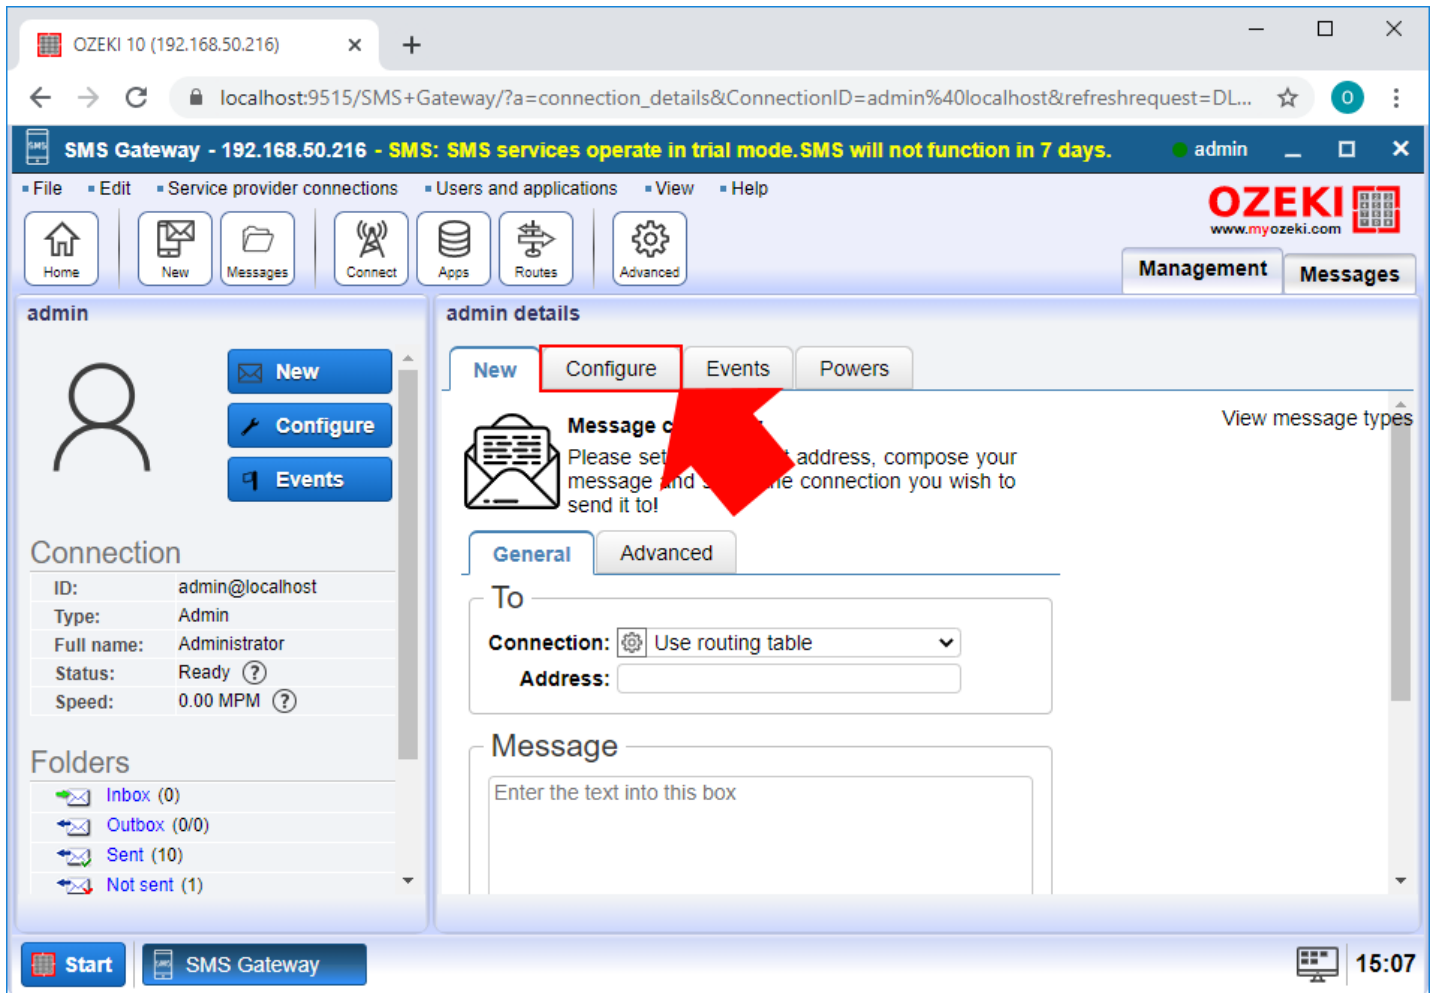 OZEKI 10 (192.168.50.216)
localhost:9515/SMS+Gateway/?a=connection_details&ConnectionID=admin%40localhost&refreshrequest=DL...
O
SMS Gateway - 192.168.50.216 - SMS: SMS services operate in trial mode.SMS will not function in 7 days.
admin
File Edit Service provider connections Users and applications View Help
OZEKI
www.myozeki.com
Home New Messages Connect Apps Routes Advanced
Management Messages
admin
New
Configure
Events
Connection
ID: admin@localhost
Type: Admin
Full name: Administrator
Status: Ready ?
Speed: 0.00 MPM ?
Folders
Inbox (0)
Outbox (0/0)
Sent (10)
Not sent (1)
admin details
New Configure Events Powers
View message types
Message
Please set address, compose your
message and connection you wish to
send it to!
General Advanced
To
Connection: Use routing table
Address:
Message
Enter the text into this box
Start
SMS Gateway
15:07